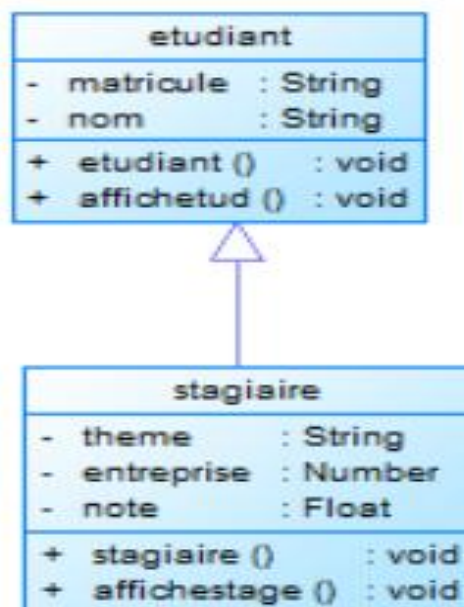 etudiant
- matricule : String
- nom : String
+ etudiant () : void
+ affichetud () : void
stagiaire
- theme : String
- entreprise : Number
- note : Float
+ stagiaire () : void
+ affichestage () : void